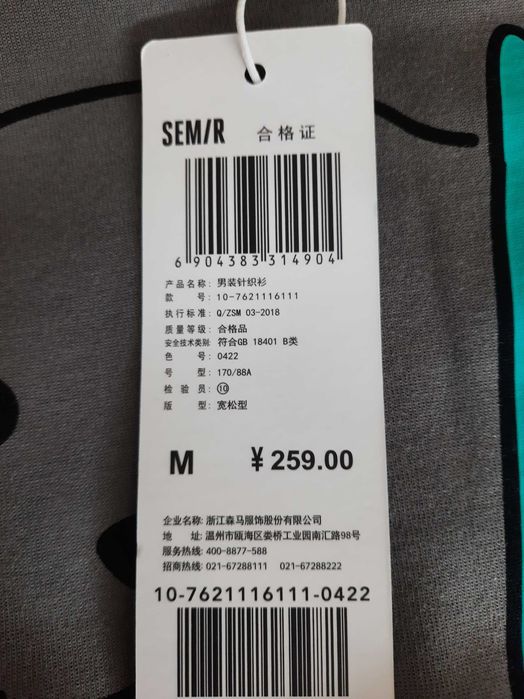 SEMIR 合格证
6 904383 314904
产品名称: 男装针织衫
款 号: 10-7621116111
执行标准: Q/ZSM 03-2018
质量等级: 合格品
安全技术类别: 符合GB 18401 B类
色 号: 0422
号 型: 170/88A
检 验 员: ⑩
版 型: 宽松型
M ¥259.00
企业名称: 浙江森马服饰股份有限公司
地 址: 温州市瓯海区娄桥工业园南汇路98号
服务热线: 400-8877-588
招商热线: 021-67288111 021-67288222
10-7621116111-0422